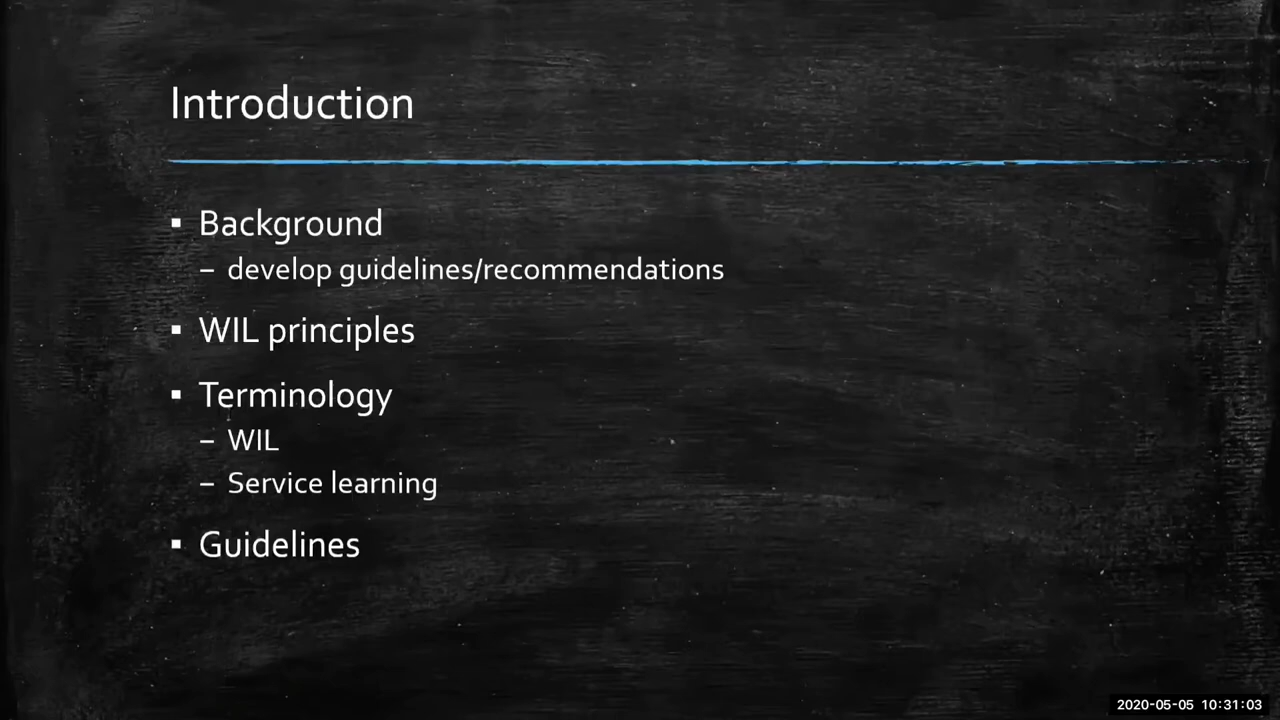 Introduction
▪ Background
– develop guidelines/recommendations
▪ WIL principles
▪ Terminology
– WIL
– Service learning
▪ Guidelines
2020-05-05 10:31:03